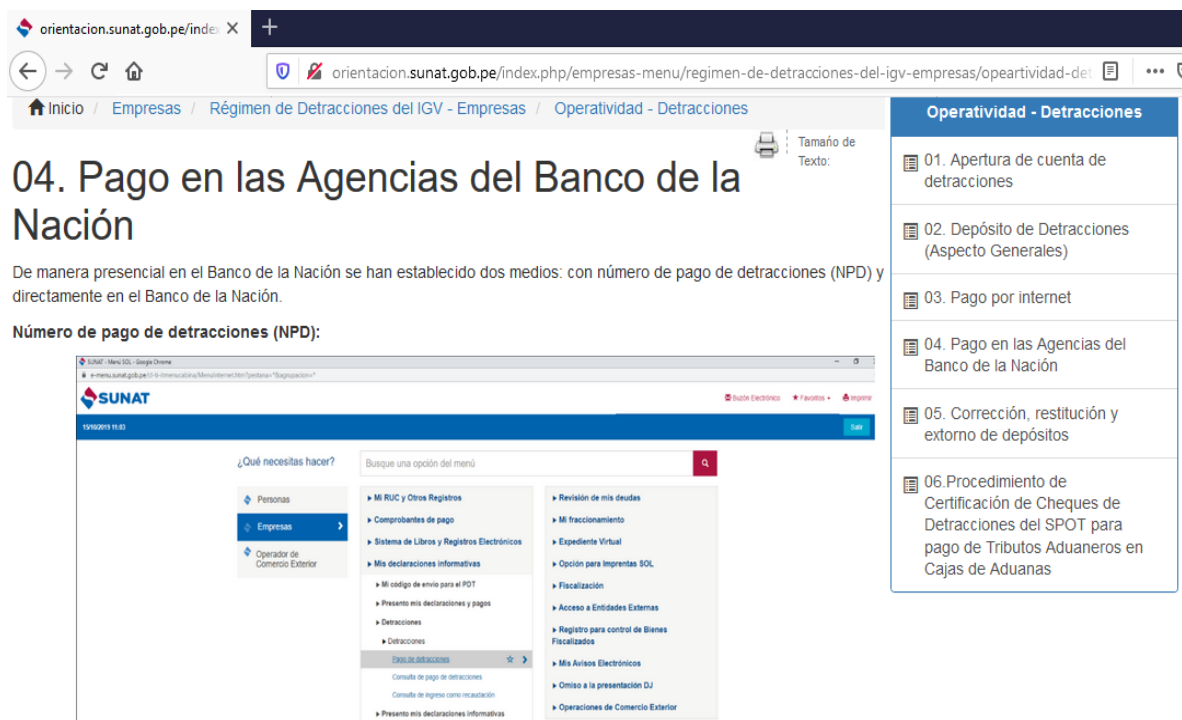 orientacion.sunat.gob.pe/index
orientacion.sunat.gob.pe/index.php/empresas-menu/regimen-de-detracciones-del-igv-empresas/opeartividad-det
Inicio / Empresas / Régimen de Detracciones del IGV - Empresas / Operatividad - Detracciones
Tamaño de
Texto:
04. Pago en las Agencias del Banco de la
Nación
De manera presencial en el Banco de la Nación se han establecido dos medios: con número de pago de detracciones (NPD) y
directamente en el Banco de la Nación.
Número de pago de detracciones (NPD):
SUNAT - Menú SOL - Google Chrome
SUNAT
Buzón Electrónico Favoritos Imprimir
15/10/2019 11:03
Salir
¿Qué necesitas hacer?
Busque una opción del menú
Personas
Empresas
Operador de
Comercio Exterior
Mi RUC y Otros Registros
Comprobantes de pago
Sistema de Libros y Registros Electrónicos
Mis declaraciones informativas
Mi código de envío para el PDT
Presento mis declaraciones y pagos
Detracciones
Detracciones
Pago de detracciones
Consulta de pago de detracciones
Consulta de ingreso como recaudación
Presento mis declaraciones informativas
Revisión de mis deudas
Mi fraccionamiento
Expediente Virtual
Opción para Imprentas SOL
Fiscalización
Acceso a Entidades Externas
Registro para control de Bienes
Fiscalizados
Mis Avisos Electrónicos
Omiso a la presentación DJ
Operaciones de Comercio Exterior
Operatividad - Detracciones
01. Apertura de cuenta de
detracciones
02. Depósito de Detracciones
(Aspecto Generales)
03. Pago por internet
04. Pago en las Agencias del
Banco de la Nación
05. Corrección, restitución y
extorno de depósitos
06.Procedimiento de
Certificación de Cheques de
Detracciones del SPOT para
pago de Tributos Aduaneros en
Cajas de Aduanas